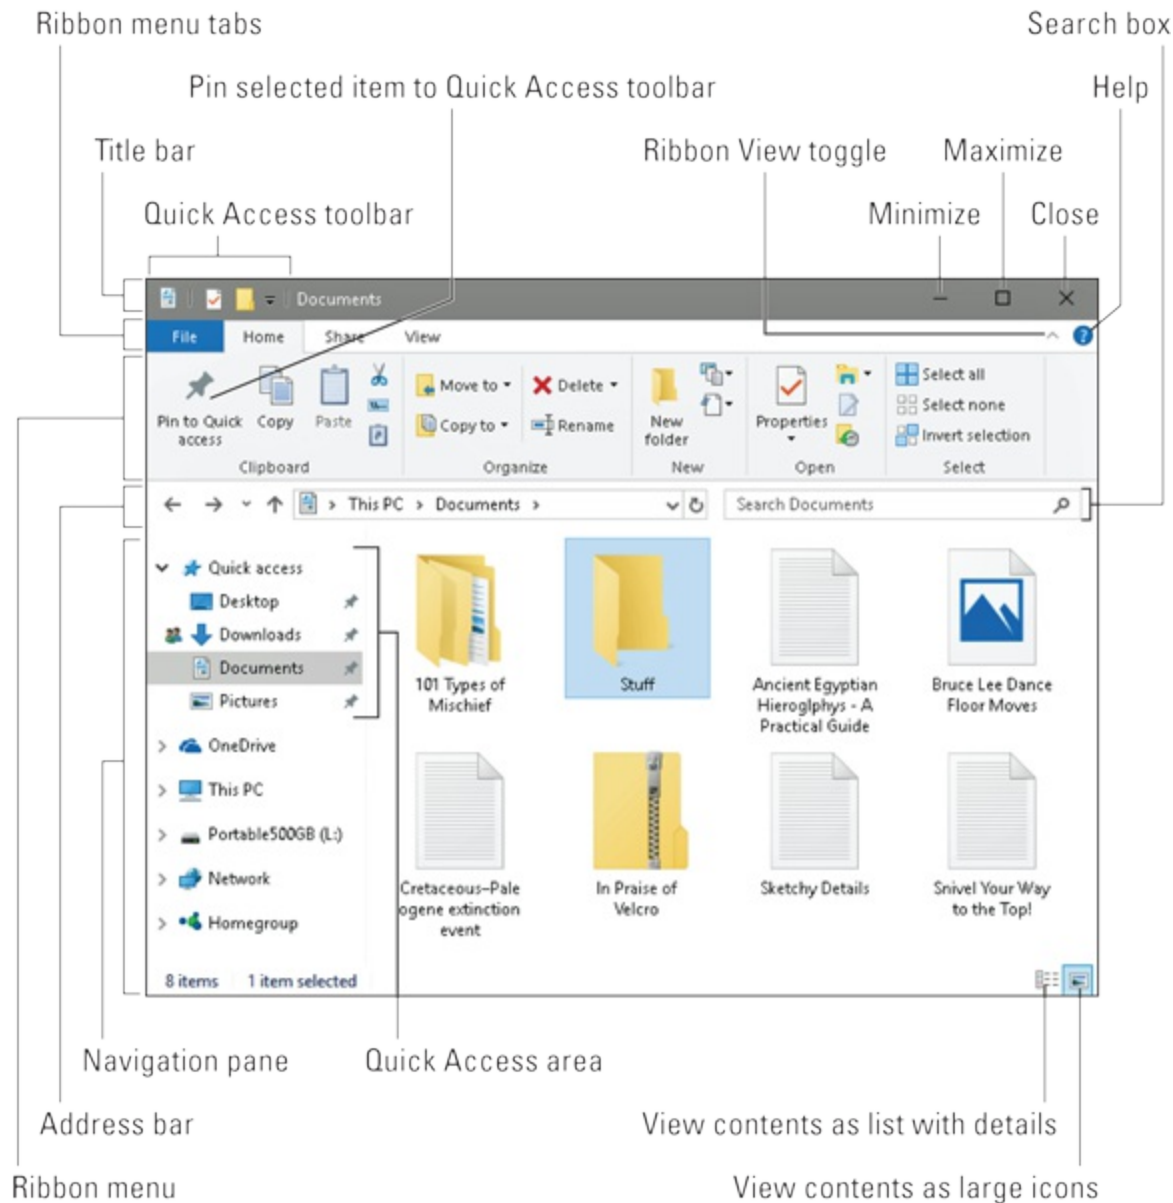 Ribbon menu tabs
Search box
Pin selected item to Quick Access toolbar
Help
Title bar
Ribbon View toggle
Maximize
Quick Access toolbar
Minimize
Close
Documents
File
Home
Share
View
Pin to Quick
access
Copy
Paste
Clipboard
Move to
Copy to
Delete
Rename
Organize
New
folder
New
Properties
Open
Select all
Select none
Invert selection
Select
This PC > Documents >
Search Documents
Quick access
Desktop
Downloads
Documents
Pictures
OneDrive
This PC
Portable500GB (L:)
Network
Homegroup
101 Types of
Mischief
Stuff
Ancient Egyptian
Hieroglphys - A
Practical Guide
Bruce Lee Dance
Floor Moves
Cretaceous–Pale
ogene extinction
event
In Praise of
Velcro
Sketchy Details
Snivel Your Way
to the Top!
8 items
1 item selected
Navigation pane
Quick Access area
Address bar
View contents as list with details
Ribbon menu
View contents as large icons